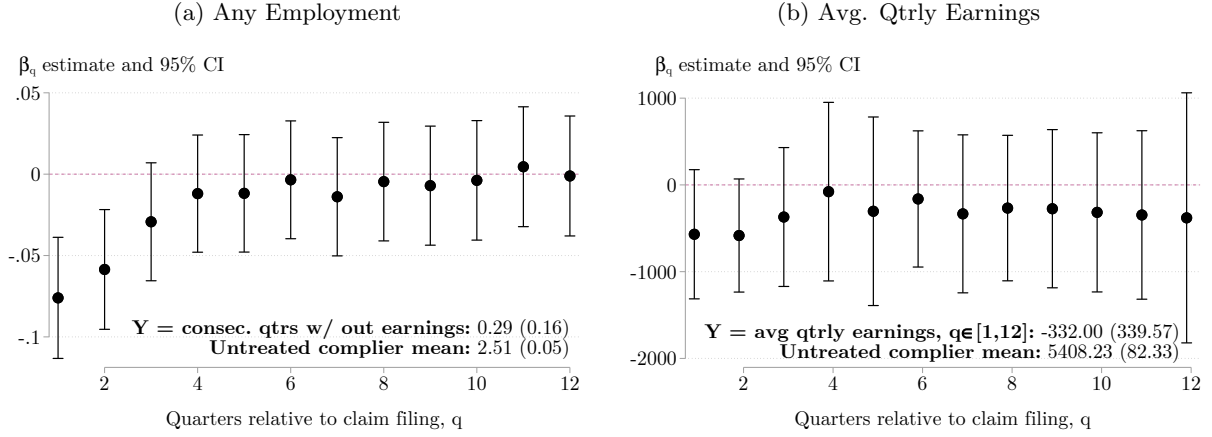 (a) Any Employment
β_q estimate and 95% CI
.05
0
-.05
-.1
Y = consec. qtrs w/ out earnings: 0.29 (0.16)
Untreated complier mean: 2.51 (0.05)
2 4 6 8 10 12
Quarters relative to claim filing, q
(b) Avg. Qtrly Earnings
β_q estimate and 95% CI
1000
0
-1000
-2000
Y = avg qtrly earnings, q∈[1,12]: -332.00 (339.57)
Untreated complier mean: 5408.23 (82.33)
2 4 6 8 10 12
Quarters relative to claim filing, q